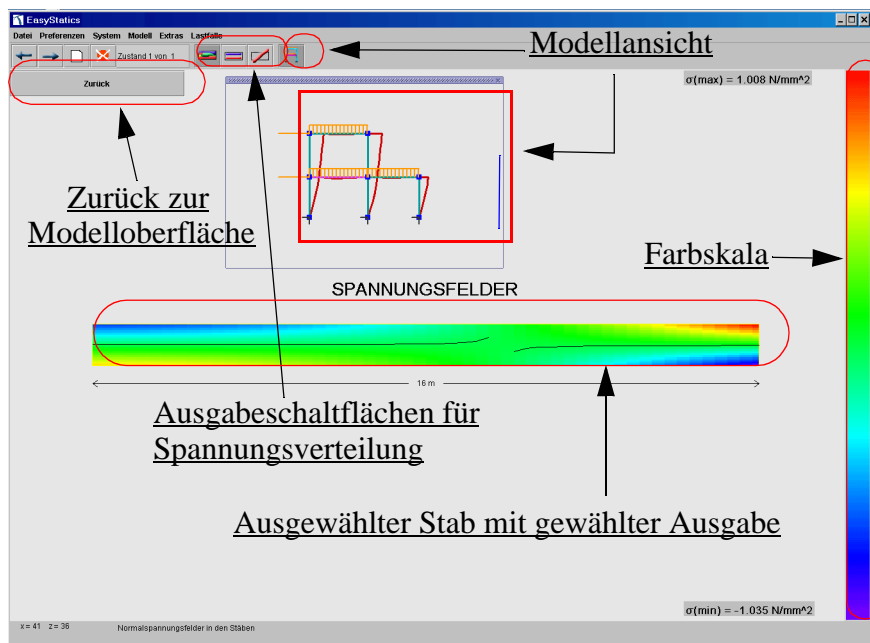 EasyStatics
Datei Preferenzen System Modell Extras Lastfälle
Zustand 1 von 1
Modellansicht
Zurück
σ(max) = 1.008 N/mm^2
Zurück zur
Modelloberfläche
Farbskala
SPANNUNGSFELDER
16 m
Ausgabeschaltflächen für
Spannungsverteilung
Ausgewählter Stab mit gewählter Ausgabe
σ(min) = -1.035 N/mm^2
x = 41 z = 36 Normalspannungsfelder in den Stäben